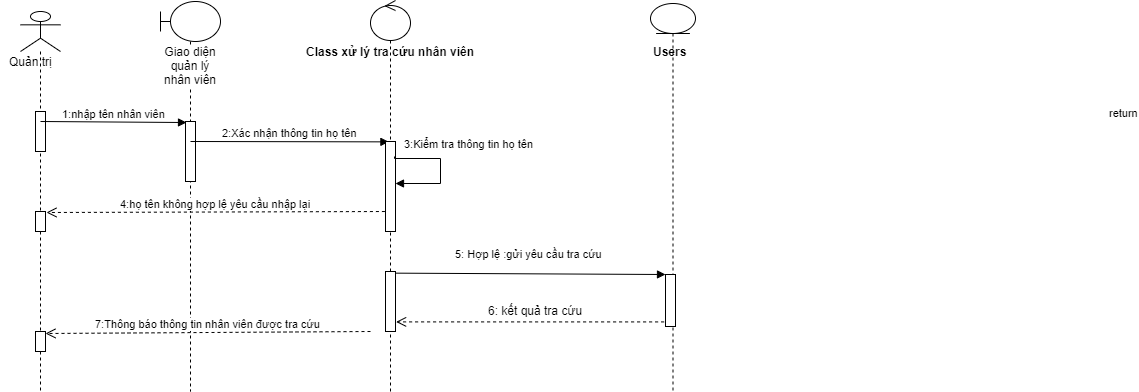 Quản trị
Giao diện
quản lý
nhân viên
Class xử lý tra cứu nhân viên
Users
1:nhập tên nhân viên
return
2:Xác nhận thông tin họ tên
3:Kiểm tra thông tin họ tên
4:họ tên không hợp lệ yêu cầu nhập lại
5: Hợp lệ :gửi yêu cầu tra cứu
6: kết quả tra cứu
7:Thông báo thông tin nhân viên được tra cứu